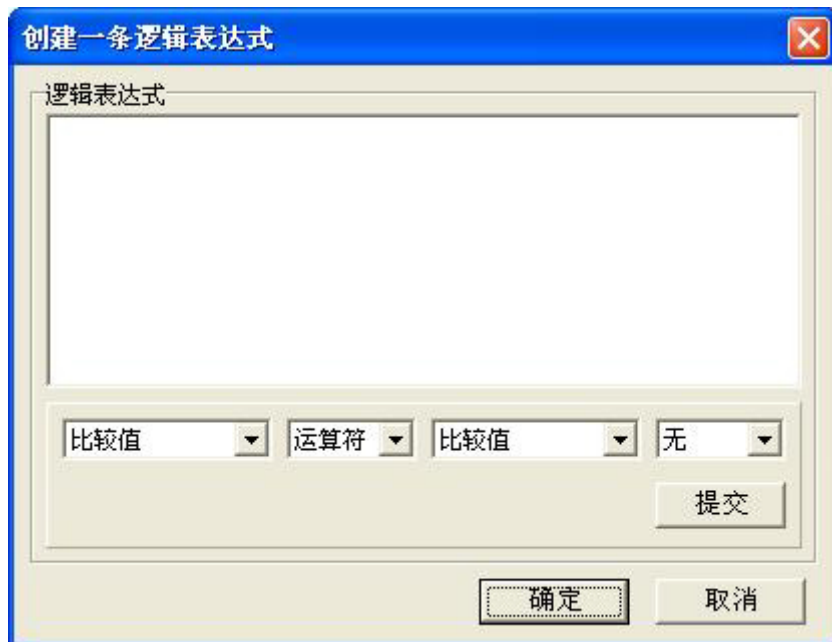 创建一条逻辑表达式
逻辑表达式
比较值 运算符 比较值 无
提交
确定 取消